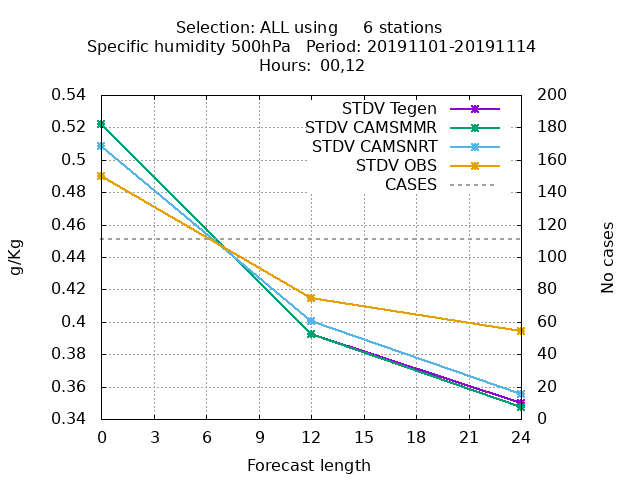 Selection: ALL using     6 stations
Specific humidity 500hPa   Period: 20191101-20191114
Hours: 00,12
0.54
0.52
0.5
0.48
0.46
0.44
0.42
0.4
0.38
0.36
0.34
g/Kg
STDV Tegen
STDV CAMSMMR
STDV CAMSNRT
STDV OBS
CASES
200
180
160
140
120
100
80
60
40
20
0
No cases
0 3 6 9 12 15 18 21 24
Forecast length